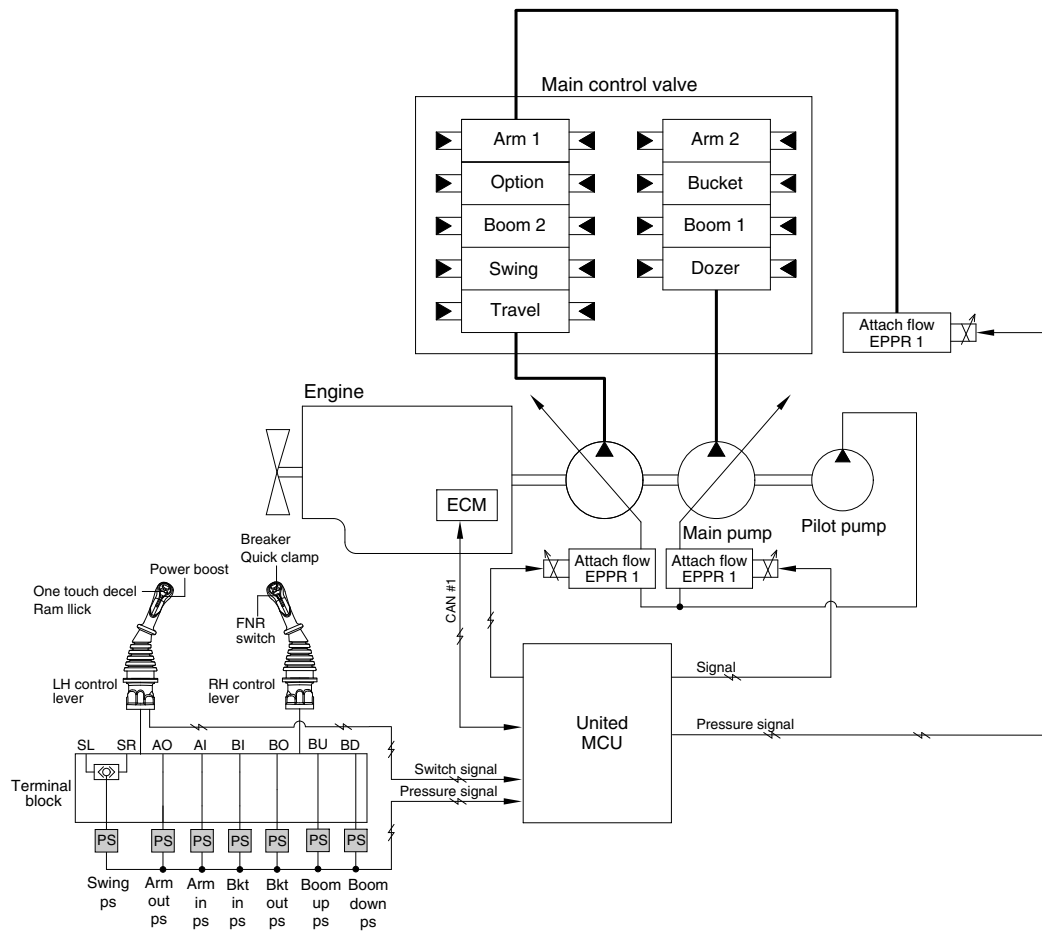 Main control valve
Arm 1
Option
Boom 2
Swing
Travel
Arm 2
Bucket
Boom 1
Dozer
Attach flow
EPPR 1
Engine
ECM
Main pump
Pilot pump
Attach flow
EPPR 1
Attach flow
EPPR 1
CAN #1
Breaker
Quick clamp
Power boost
One touch decel
Ram llick
FNR
switch
LH control
lever
RH control
lever
Signal
United
MCU
Pressure signal
Switch signal
Pressure signal
SL SR AO AI BI BO BU BD
Terminal
block
PS PS PS PS PS PS PS
Swing
ps
Arm
out
ps
Arm
in
ps
Bkt
in
ps
Bkt
out
ps
Boom
up
ps
Boom
down
ps